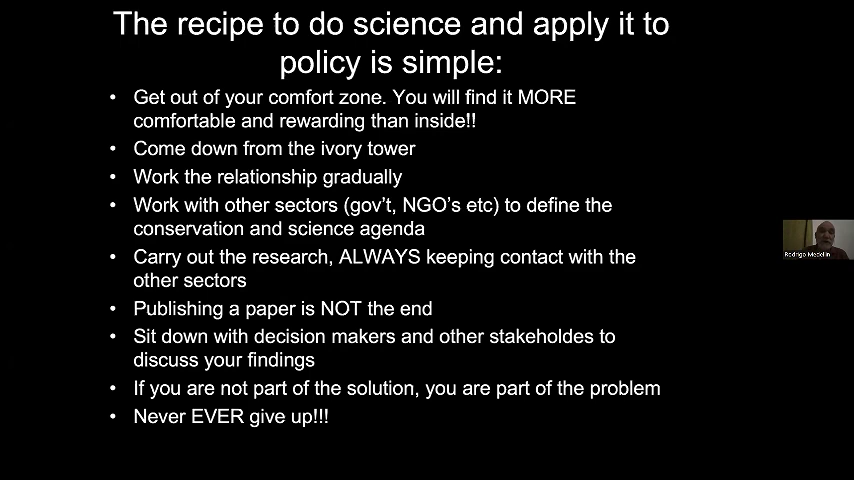 The recipe to do science and apply it to
policy is simple:
• Get out of your comfort zone. You will find it MORE
comfortable and rewarding than inside!!
• Come down from the ivory tower
• Work the relationship gradually
• Work with other sectors (gov't, NGO's etc) to define the
conservation and science agenda
• Carry out the research, ALWAYS keeping contact with the
other sectors
• Publishing a paper is NOT the end
• Sit down with decision makers and other stakeholdes to
discuss your findings
• If you are not part of the solution, you are part of the problem
• Never EVER give up!!!
Rodrigo Medellin